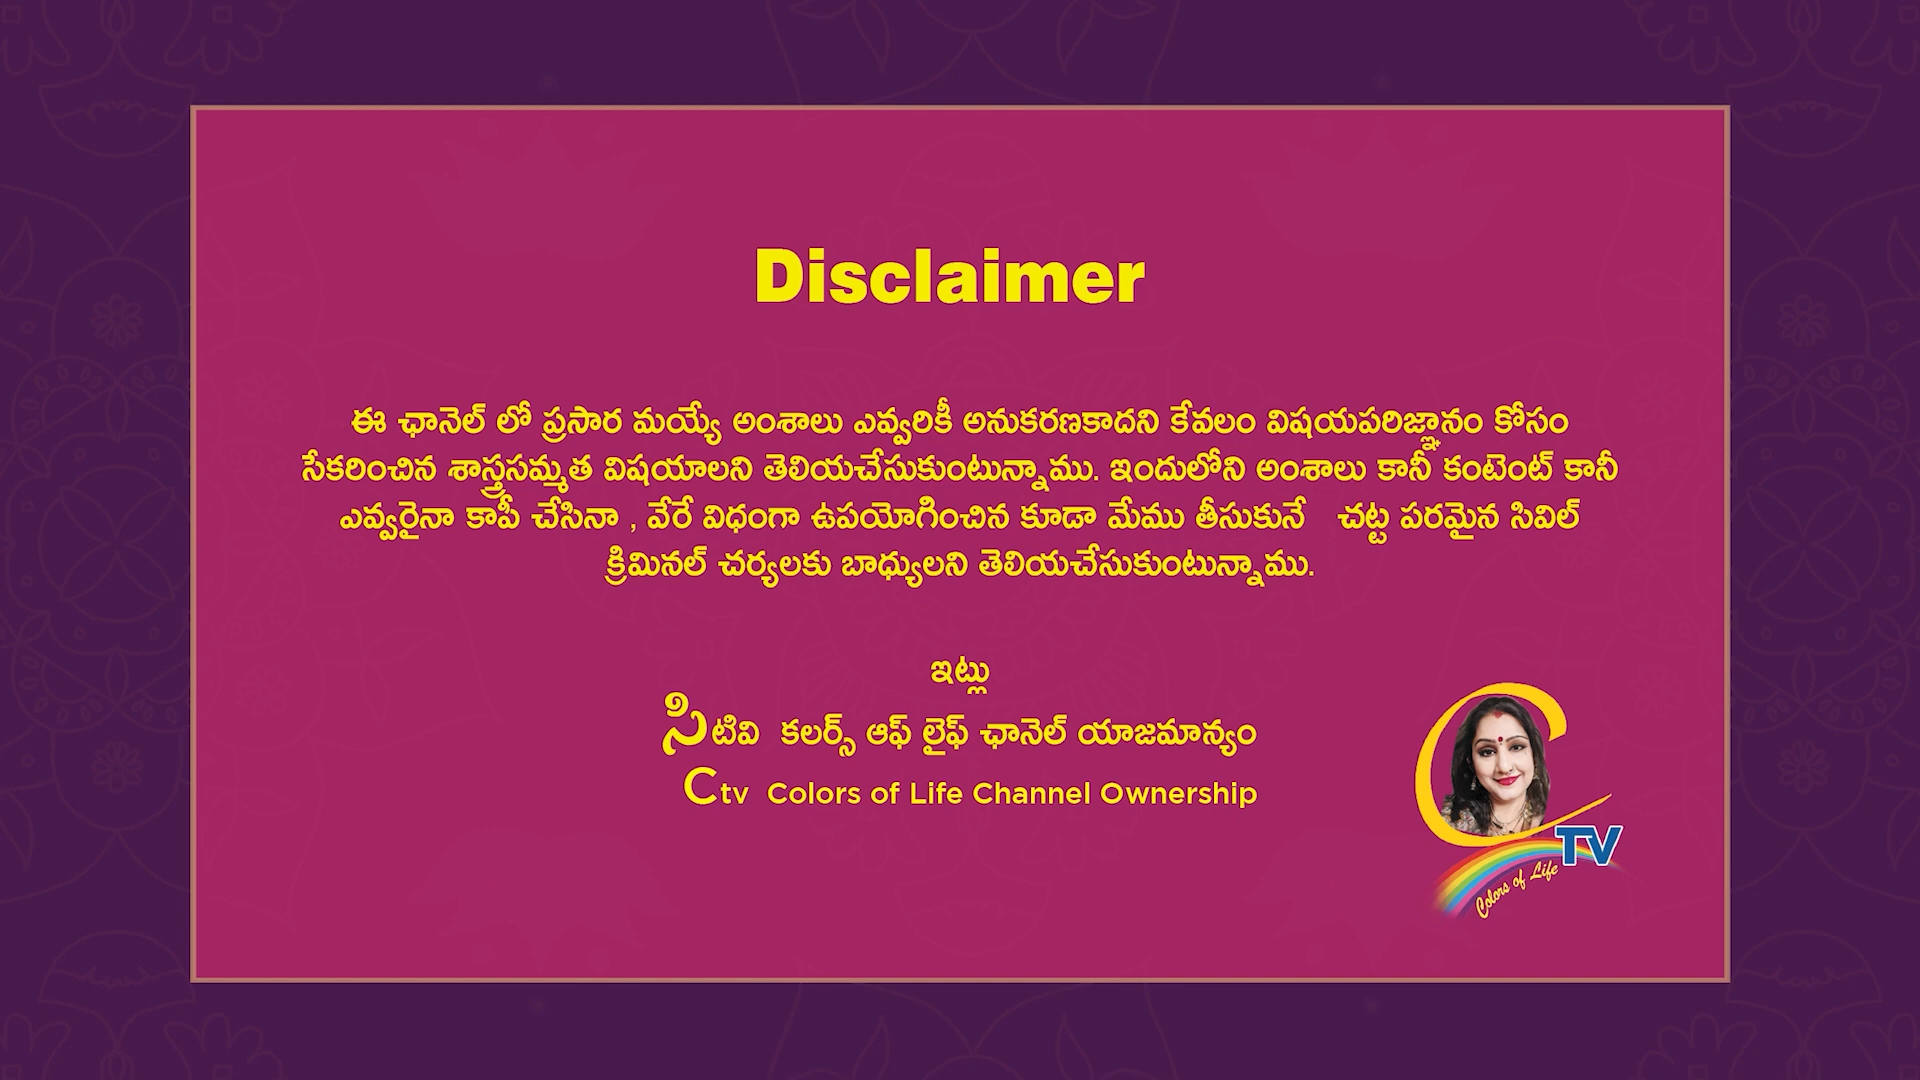 Disclaimer
ఈ ఛానెల్ లో ప్రసార మయ్యే అంశాలు ఎవ్వరికీ అనుకరణకాదని కేవలం విషయపరిజ్ఞానం కోసం
సేకరించిన శాస్త్రసమ్మత విషయాలని తెలియచేసుకుంటున్నాము. ఇందులోని అంశాలు కానీ కంటెంట్ కానీ
ఎవ్వరైనా కాపీ చేసినా , వేరే విధంగా ఉపయోగించిన కూడా మేము తీసుకునే చట్ట పరమైన సివిల్
క్రిమినల్ చర్యలకు బాధ్యులని తెలియచేసుకుంటున్నాము.
ఇట్లు
సిటివి కలర్స్ ఆఫ్ లైఫ్ ఛానెల్ యాజమాన్యం
Ctv Colors of Life Channel Ownership
C TV
Colors of Life